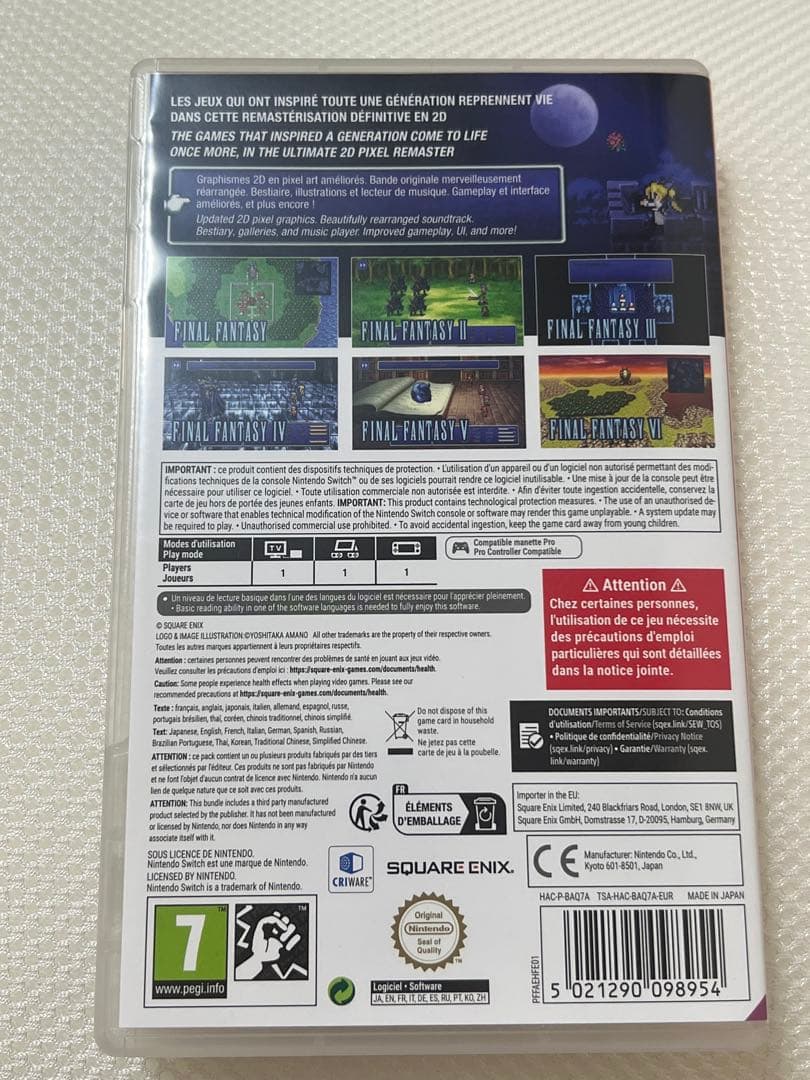 LES JEUX QUI ONT INSPIRÉ TOUTE UNE GÉNÉRATION REPRENNENT VIE
DANS CETTE REMASTÉRISATION DÉFINITIVE EN 2D
THE GAMES THAT INSPIRED A GENERATION COME TO LIFE
ONCE MORE, IN THE ULTIMATE 2D PIXEL REMASTER
Graphismes 2D en pixel art améliorés. Bande originale merveilleusement
réarrangée. Bestiaire, illustrations et lecteur de musique. Gameplay et interface
améliorés, et plus encore !
Updated 2D pixel graphics. Beautifully rearranged soundtrack.
Bestiary, galleries, and music player. Improved gameplay, UI, and more!
FINAL FANTASY
FINAL FANTASY II
FINAL FANTASY III
FINAL FANTASY IV
FINAL FANTASY V
FINAL FANTASY VI
IMPORTANT : ce produit contient des dispositifs techniques de protection. • L'utilisation d'un appareil ou d'un logiciel non autorisé permettant des modi-
fications techniques de la console Nintendo Switch™ ou de ses logiciels pourrait rendre ce logiciel inutilisable. • Une mise à jour de la console peut être
nécessaire pour utiliser ce logiciel. • Toute utilisation commerciale non autorisée est interdite. • Afin d'éviter toute ingestion accidentelle, conservez la
carte de jeu hors de portée des jeunes enfants. IMPORTANT: This product contains technological protection measures. • The use of an unauthorised de-
vice or software that enables technical modification of the Nintendo Switch console or software may render this game unplayable. • A system update may
be required to play. • Unauthorised commercial use prohibited. • To avoid accidental ingestion, keep the game card away from young children.
Modes d'utilisation
Play mode
TV
Compatible manette Pro
Pro Controller Compatible
Players
Joueurs
1
1
1
• Un niveau de lecture basique dans l'une des langues du logiciel est nécessaire pour l'apprécier pleinement.
• Basic reading ability in one of the software languages is needed to fully enjoy this software.
Attention
Chez certaines personnes,
l'utilisation de ce jeu nécessite
des précautions d'emploi
particulières qui sont détaillées
dans la notice jointe.
© SQUARE ENIX
LOGO & IMAGE ILLUSTRATION:©YOSHITAKA AMANO All other trademarks are the property of their respective owners.
Toutes les autres marques appartiennent à leurs propriétaires respectifs.
Attention : certaines personnes peuvent rencontrer des problèmes de santé en jouant aux jeux vidéo.
Veuillez consulter les précautions d'emploi ici : https://square-enix-games.com/documents/health.
Caution: Some people experience health effects when playing video games. Please see our
recommended precautions at https://square-enix-games.com/documents/health.
Texte : français, anglais, japonais, italien, allemand, espagnol, russe,
portugais brésilien, thaï, coréen, chinois traditionnel, chinois simplifié.
Text: Japanese, English, French, Italian, German, Spanish, Russian,
Brazilian Portuguese, Thai, Korean, Traditional Chinese, Simplified Chinese.
ATTENTION : ce pack contient un ou plusieurs produits fabriqués par des tiers
et sélectionnés par l'éditeur. Ces produits ne sont pas fabriqués par Nintendo
et ne font l'objet d'aucun contrat de licence avec Nintendo. Nintendo n'a aucun
lien de quelque nature que ce soit avec ces produits.
ATTENTION: This bundle includes a third party manufactured
product selected by the publisher. It has not been manufactured
or licensed by Nintendo, nor does Nintendo in any way
associate itself with it.
Do not dispose of this
game card in household
waste.
Ne jetez pas cette
carte de jeu à la poubelle.
DOCUMENTS IMPORTANTS/SUBJECT TO: Conditions
d'utilisation/Terms of Service (sqex.link/SEW_TOS)
• Politique de confidentialité/Privacy Notice
(sqex.link/privacy) • Garantie/Warranty (sqex.
link/warranty)
FR
ÉLÉMENTS
D'EMBALLAGE
Importer in the EU:
Square Enix Limited, 240 Blackfriars Road, London, SE1 8NW, UK
Square Enix GmbH, Domstrasse 17, D-20095, Hamburg, Germany
SOUS LICENCE DE NINTENDO.
Nintendo Switch est une marque de Nintendo.
LICENSED BY NINTENDO.
Nintendo Switch is a trademark of Nintendo.
CRIWARE™
SQUARE ENIX.
CE
Manufacturer: Nintendo Co., Ltd.,
Kyoto 601-8501, Japan
HAC-P-BAQ7A TSA-HAC-BAQ7A-EUR MADE IN JAPAN
7
™
www.pegi.info
™
Original
Nintendo
Seal of
Quality
™
Logiciel • Software
JA, EN, FR, IT, DE, ES, RU, PT, KO, ZH
PFFAEHFE01
5 021290 098954